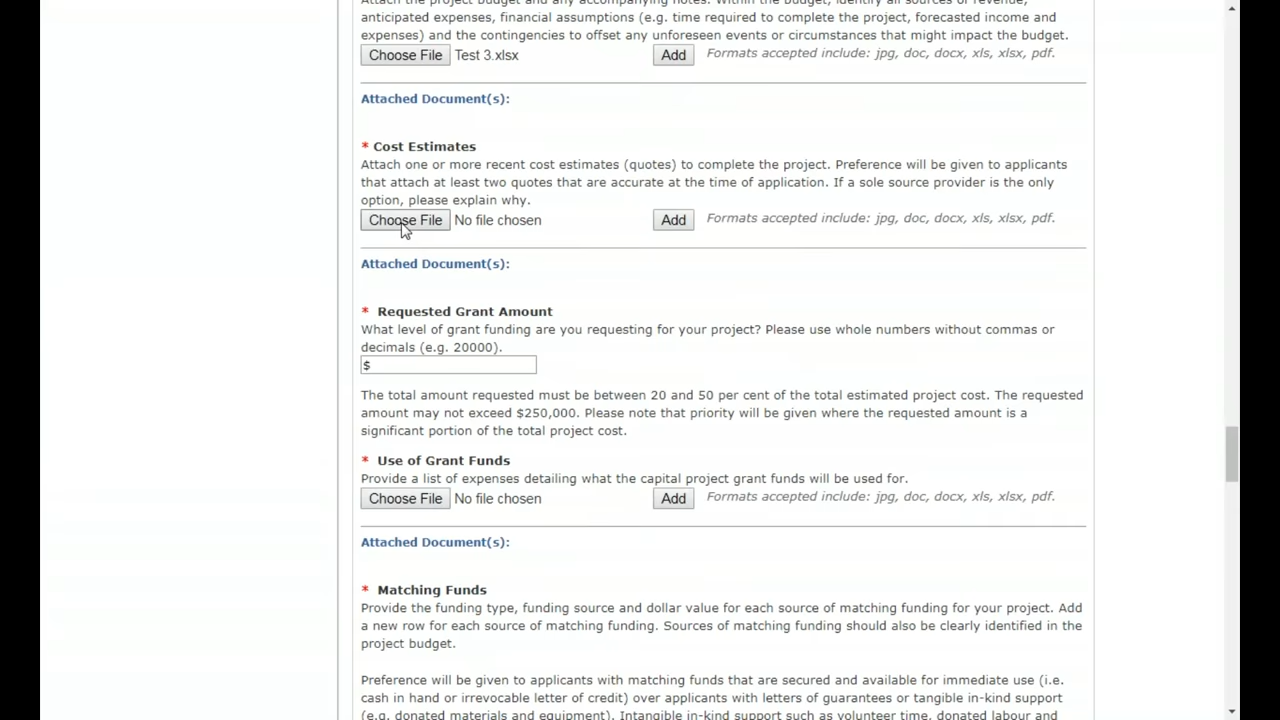 Attach the project budget and any accompanying notes. Within the budget, identify all sources of revenue,
anticipated expenses, financial assumptions (e.g. time required to complete the project, forecasted income and
expenses) and the contingencies to offset any unforeseen events or circumstances that might impact the budget.
Choose File Test 3.xlsx Add Formats accepted include: jpg, doc, docx, xls, xlsx, pdf.
Attached Document(s):
* Cost Estimates
Attach one or more recent cost estimates (quotes) to complete the project. Preference will be given to applicants
that attach at least two quotes that are accurate at the time of application. If a sole source provider is the only
option, please explain why.
Choose File No file chosen Add Formats accepted include: jpg, doc, docx, xls, xlsx, pdf.
Attached Document(s):
* Requested Grant Amount
What level of grant funding are you requesting for your project? Please use whole numbers without commas or
decimals (e.g. 20000).
$
The total amount requested must be between 20 and 50 per cent of the total estimated project cost. The requested
amount may not exceed $250,000. Please note that priority will be given where the requested amount is a
significant portion of the total project cost.
* Use of Grant Funds
Provide a list of expenses detailing what the capital project grant funds will be used for.
Choose File No file chosen Add Formats accepted include: jpg, doc, docx, xls, xlsx, pdf.
Attached Document(s):
* Matching Funds
Provide the funding type, funding source and dollar value for each source of matching funding for your project. Add
a new row for each source of matching funding. Sources of matching funding should also be clearly identified in the
project budget.
Preference will be given to applicants with matching funds that are secured and available for immediate use (i.e.
cash in hand or irrevocable letter of credit) over applicants with letters of guarantees or tangible in-kind support
(e.g. donated materials and equipment). Intangible in-kind support such as volunteer time, donated labour and